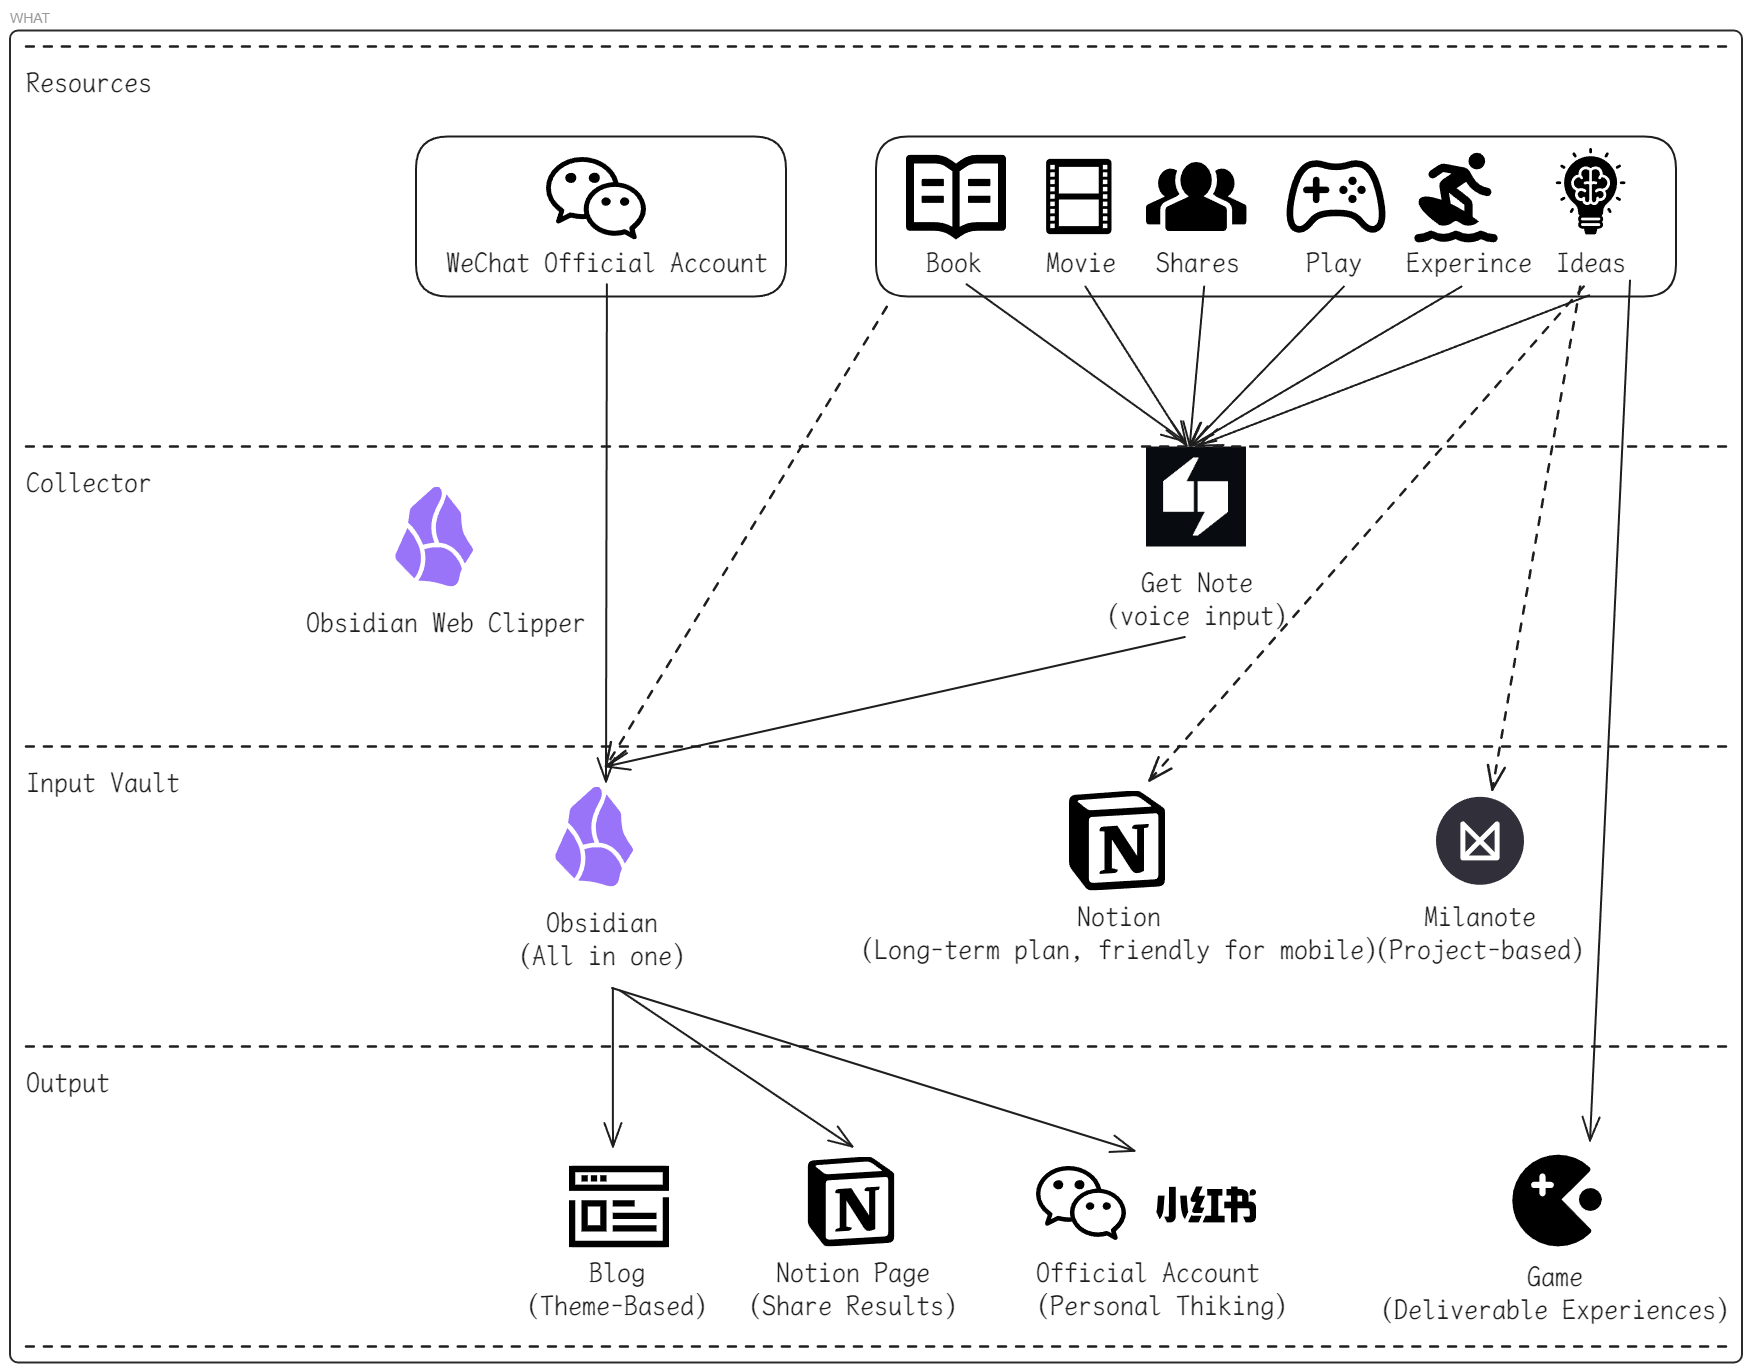 WHAT
Resources
WeChat Official Account
Book
Movie
Shares
Play
Experince
Ideas
Collector
Obsidian Web Clipper
Get Note
(voice input)
Input Vault
Obsidian
(All in one)
N
Notion
(Long-term plan, friendly for mobile)
Milanote
(Project-based)
Output
Blog
(Theme-Based)
N
Notion Page
(Share Results)
小红书
Official Account
(Personal Thiking)
Game
(Deliverable Experiences)